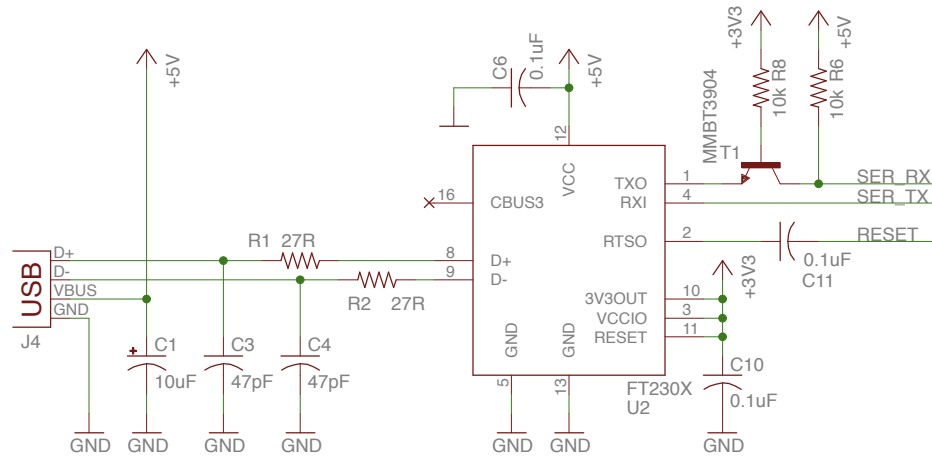 +5V
C6
0.1uF
+5V
+3V3
10k R8
+5V
10k R6
MMBT3904
T1
12
VCC
TXO 1
SER_RX
RXI 4
SER_TX
16 CBUS3
RTSO 2
RESET
0.1uF
C11
USB
J4
D+
D-
VBUS
GND
R1 27R
R2 27R
8 D+
9 D-
+3V3
3V3OUT 10
VCCIO 3
RESET 11
GND
GND
5
13
FT230X
U2
C1
10uF
C3
47pF
C4
47pF
C10
0.1uF
GND
GND
GND
GND
GND
GND
GND